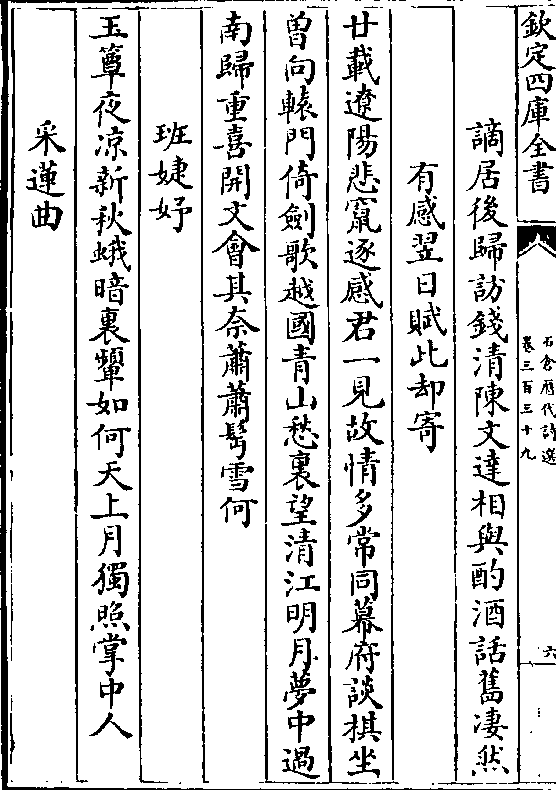 欽定四庫全書
石倉歷代詩選
卷三百三十九
六
謫居後歸訪錢清陳文達相與酌酒話舊凄然
有感翌日賦此却寄
廿載遼陽悲竄逐感君一見故情多常同幕府談棋坐
曽向轅門倚劍歌越國青山愁裏望清江明月夢中過
南歸重喜開文會其奈蕭蕭鬂雪何
班婕妤
玉簟夜凉新秋蛾暗裏顰如何天上月獨照掌中人
采蓮曲